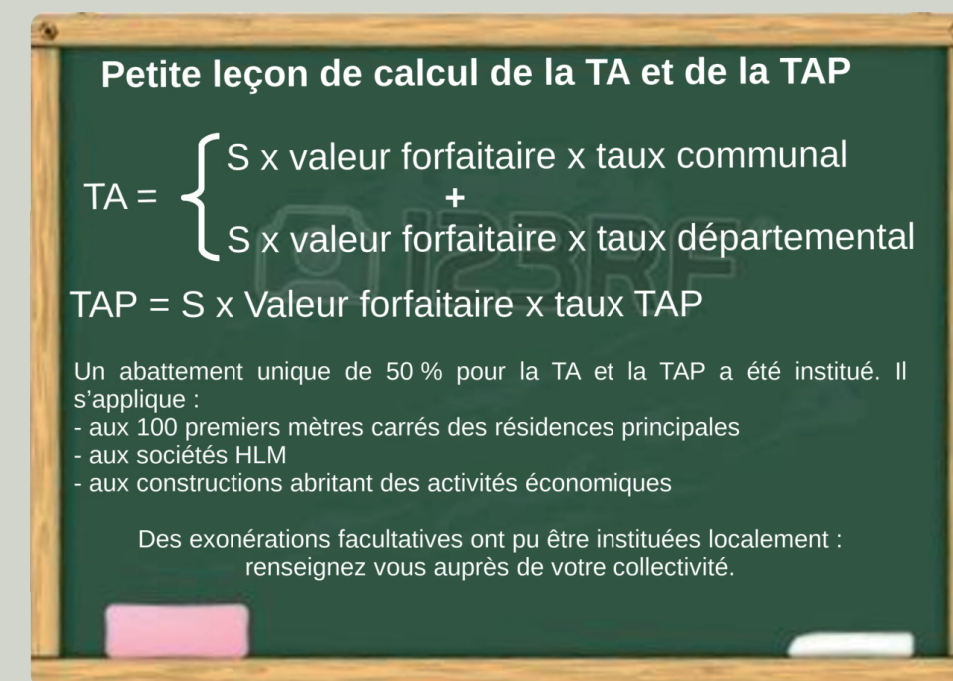 Petite leçon de calcul de la TA et de la TAP
S x valeur forfaitaire x taux communal
TA =
+
S x valeur forfaitaire x taux départemental
123RF
TAP = S x Valeur forfaitaire x taux TAP
Un abattement unique de 50 % pour la TA et la TAP a été institué. Il
s'applique :
- aux 100 premiers mètres carrés des résidences principales
- aux sociétés HLM
- aux constructions abritant des activités économiques
Des exonérations facultatives ont pu être instituées localement :
renseignez vous auprès de votre collectivité.